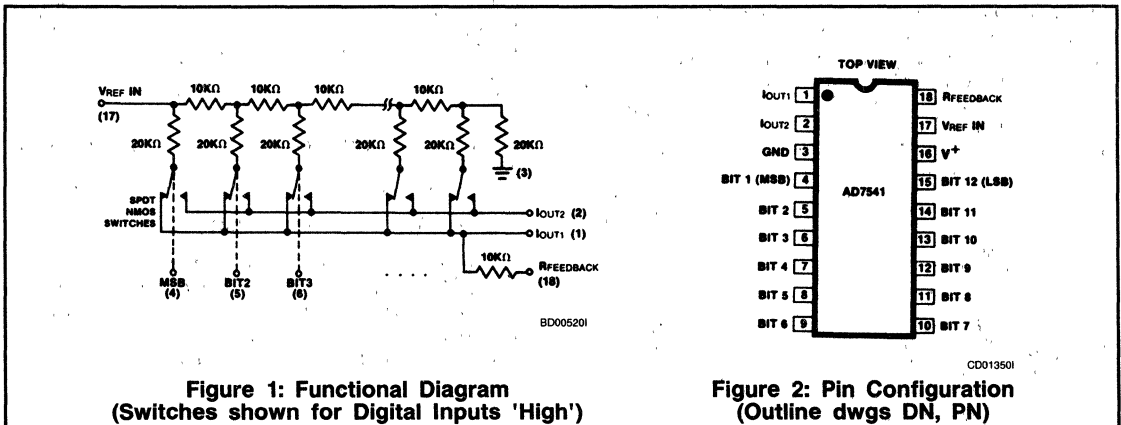 VREF IN
(17)
10KΩ 10KΩ 10KΩ 10KΩ
20KΩ 20KΩ 20KΩ 20KΩ 20KΩ 20KΩ
(3)
SPDT
NMOS
SWITCHES
IOUT2 (2)
IOUT1 (1)
10KΩ
RFEEDBACK
(18)
MSB
(4)
BIT2
(5)
BIT3
(6)
. . . . .
BD00520I
Figure 1: Functional Diagram
(Switches shown for Digital Inputs 'High')
TOP VIEW
IOUT1 1
IOUT2 2
GND 3
BIT 1 (MSB) 4
BIT 2 5
BIT 3 6
BIT 4 7
BIT 5 8
BIT 6 9
AD7541
18 RFEEDBACK
17 VREF IN
16 V+
15 BIT 12 (LSB)
14 BIT 11
13 BIT 10
12 BIT 9
11 BIT 8
10 BIT 7
CD01350I
Figure 2: Pin Configuration
(Outline dwgs DN, PN)